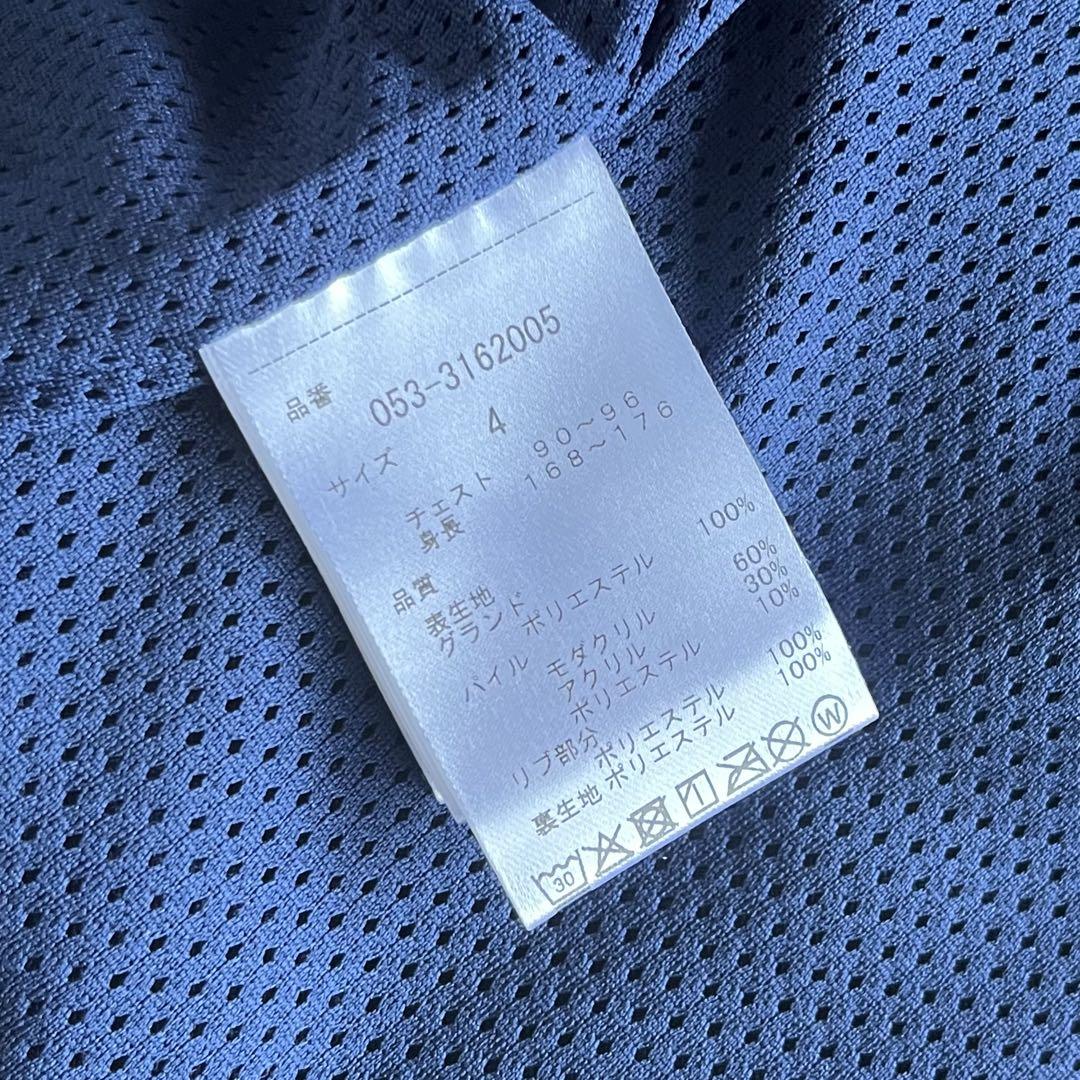 品番 053-3162005
サイズ 4
チェスト 90～96
身長 168～176
品質
表生地
グランド ポリエステル 100%
パイル モダクリル 60%
アクリル 30%
ポリエステル 10%
リブ部分
ポリエステル 100%
裏生地 ポリエステル 100%
30 W